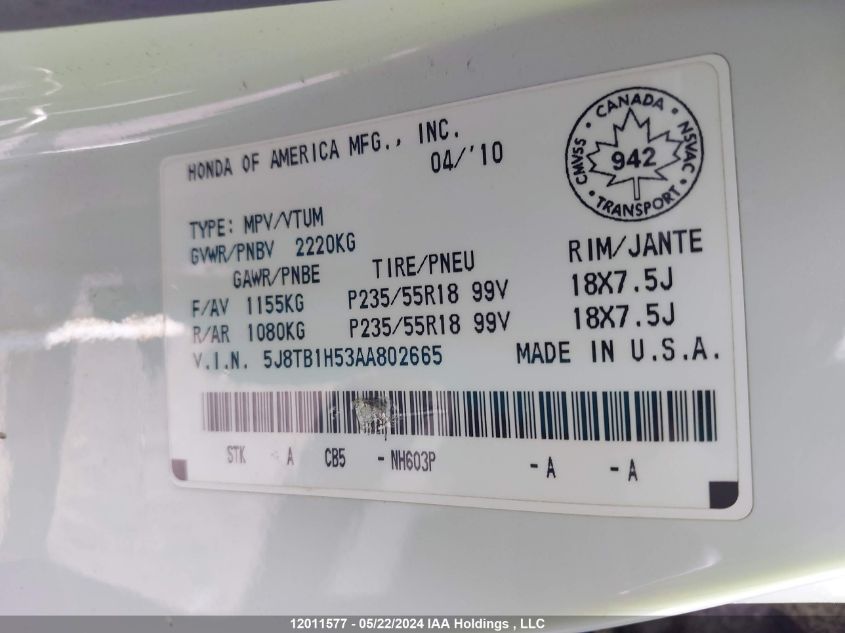 HONDA OF AMERICA MFG., INC.
04/'10
CANADA
CMVSS
942
NSVAC
TRANSPORT
TYPE: MPV/VTUM
GVWR/PNBV 2220KG
GAWR/PNBE TIRE/PNEU RIM/JANTE
F/AV 1155KG P235/55R18 99V 18X7.5J
R/AR 1080KG P235/55R18 99V 18X7.5J
V.I.N. 5J8TB1H53AA802665 MADE IN U.S.A.
STK A CB5 - NH603P - A - A
12011577 - 05/22/2024 IAA Holdings , LLC